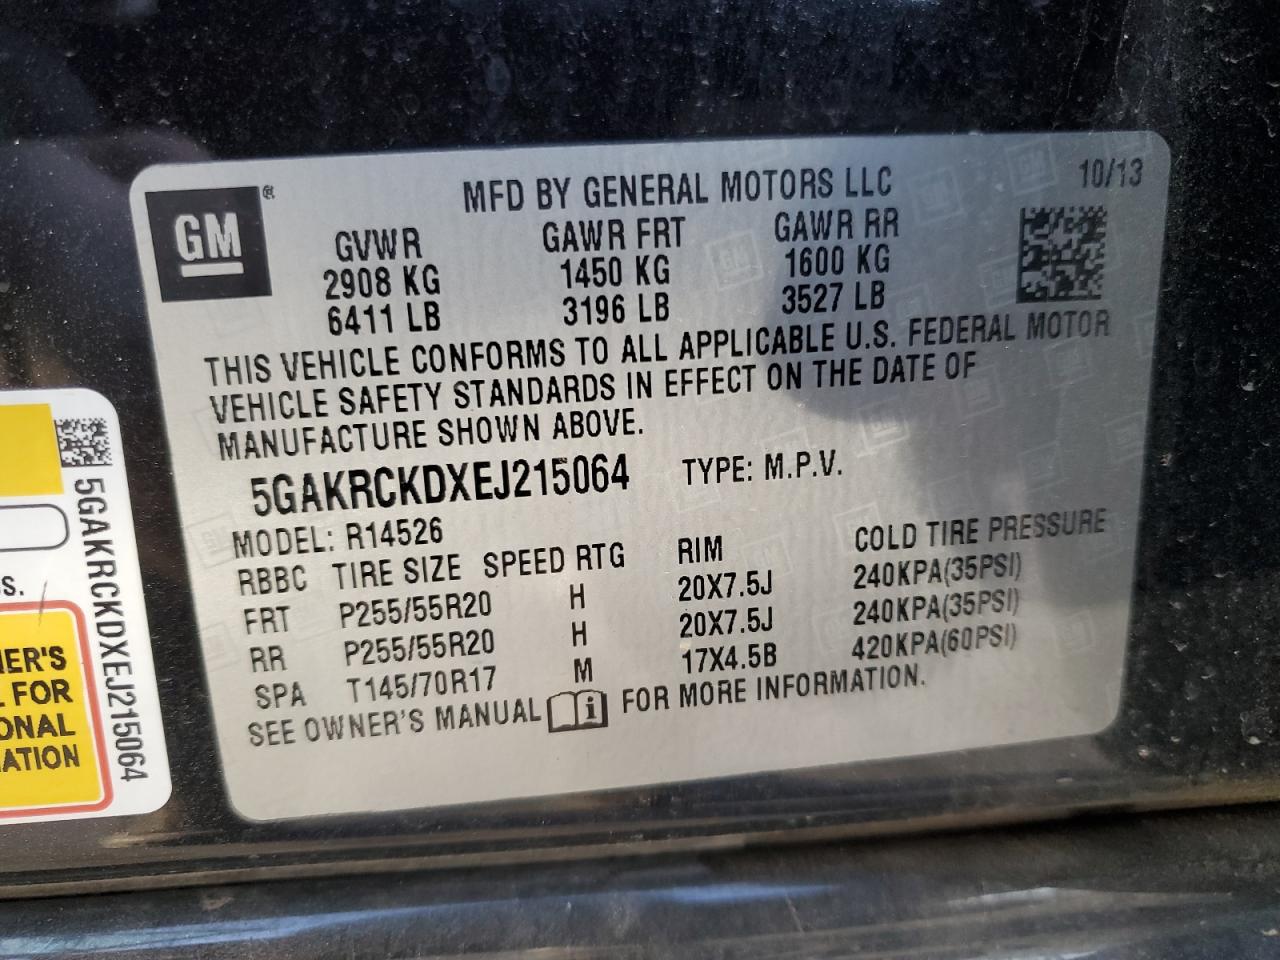 GM®
MFD BY GENERAL MOTORS LLC
10/13
GVWR GAWR FRT GAWR RR
2908 KG 1450 KG 1600 KG
6411 LB 3196 LB 3527 LB
THIS VEHICLE CONFORMS TO ALL APPLICABLE U.S. FEDERAL MOTOR
VEHICLE SAFETY STANDARDS IN EFFECT ON THE DATE OF
MANUFACTURE SHOWN ABOVE.
5GAKRCKDXEJ215064 TYPE: M.P.V.
MODEL: R14526
RBBC TIRE SIZE SPEED RTG RIM COLD TIRE PRESSURE
FRT P255/55R20 H 20X7.5J 240KPA(35PSI)
RR P255/55R20 H 20X7.5J 240KPA(35PSI)
SPA T145/70R17 M 17X4.5B 420KPA(60PSI)
SEE OWNER'S MANUAL i FOR MORE INFORMATION.
5GAKRCKDXEJ215064
S.
NER'S
FOR
ONAL
ATION